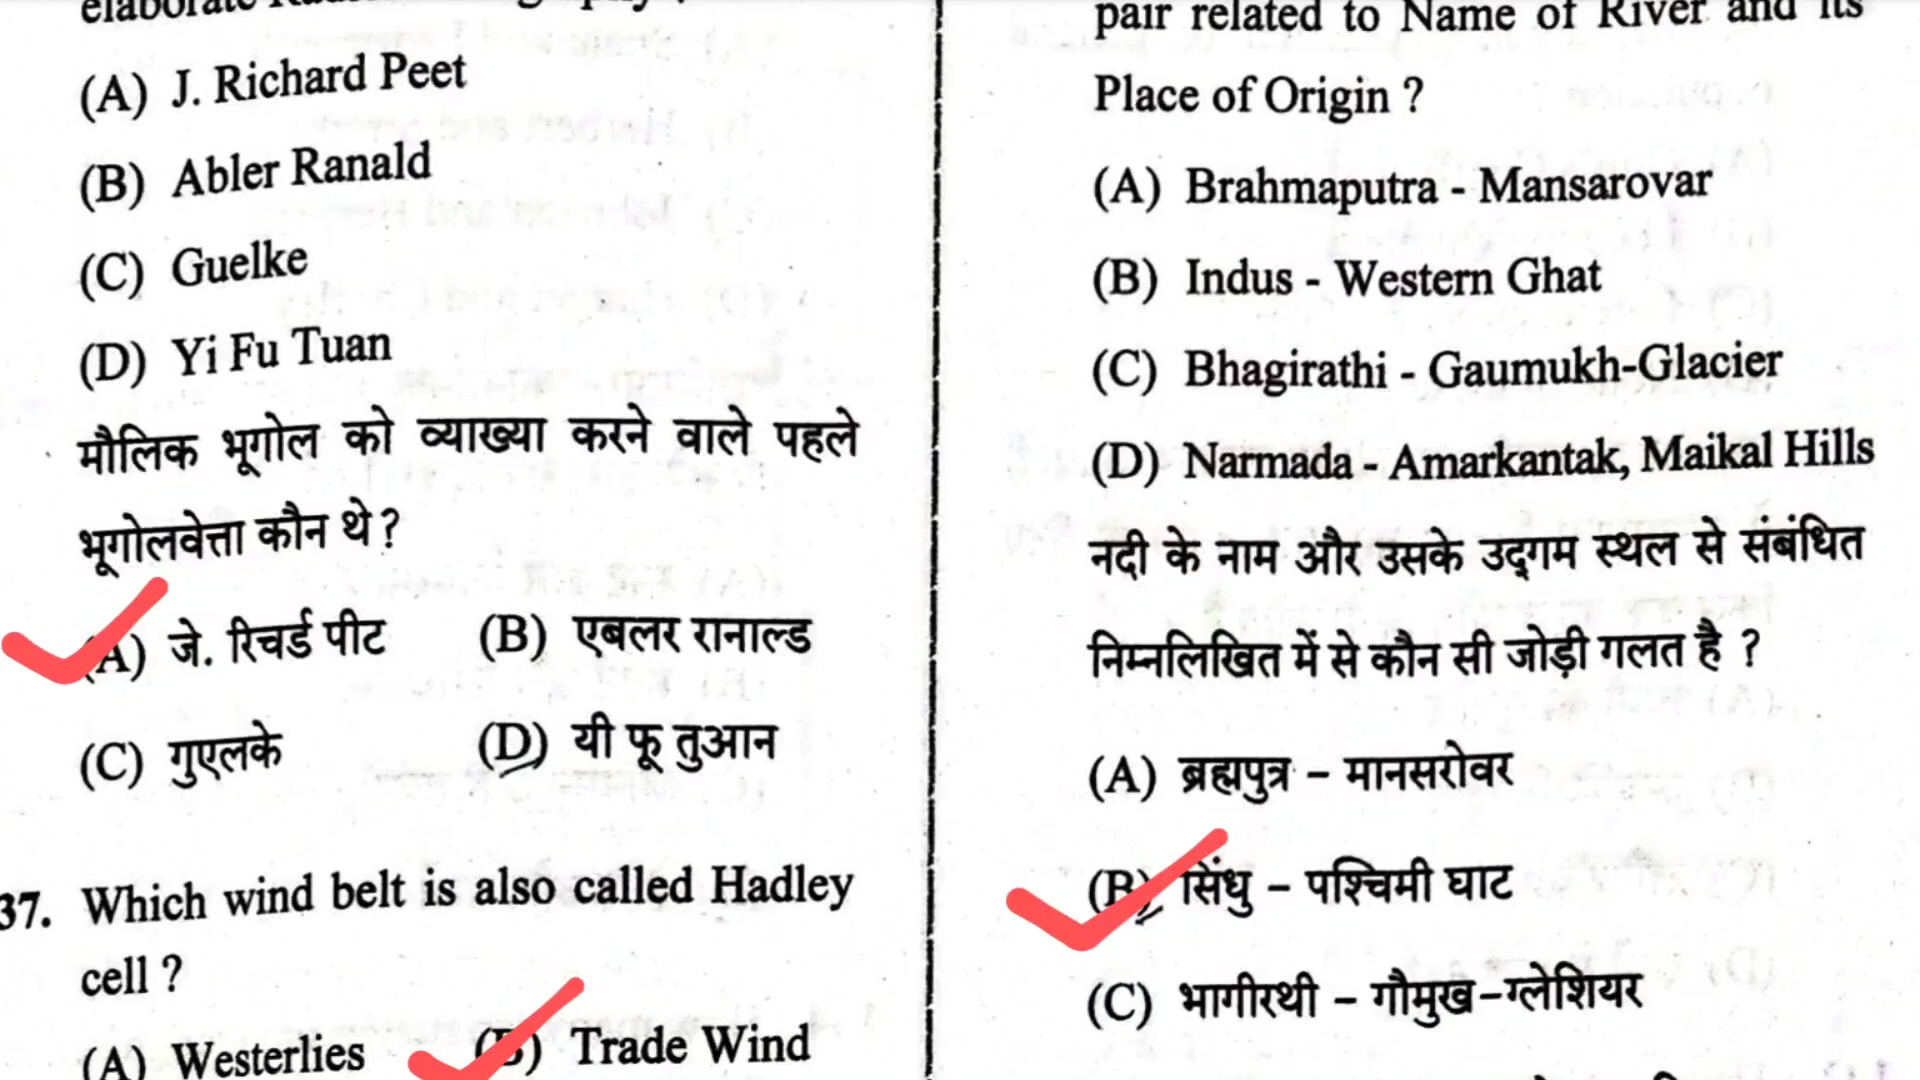 elaborate
(A) J. Richard Peet
(B) Abler Ranald
(C) Guelke
(D) Yi Fu Tuan
मौलिक भूगोल को व्याख्या करने वाले पहले
भूगोलवेत्ता कौन थे ?
(A) जे. रिचर्ड पीट (B) एबलर रानाल्ड
(C) गुएलके (D) यी फू तुआन
37. Which wind belt is also called Hadley
cell ?
(A) Westerlies (B) Trade Wind
pair related to Name of River and its
Place of Origin ?
(A) Brahmaputra - Mansarovar
(B) Indus - Western Ghat
(C) Bhagirathi - Gaumukh-Glacier
(D) Narmada - Amarkantak, Maikal Hills
नदी के नाम और उसके उद्गम स्थल से संबंधित
निम्नलिखित में से कौन सी जोड़ी गलत है ?
(A) ब्रह्मपुत्र – मानसरोवर
(B) सिंधु – पश्चिमी घाट
(C) भागीरथी – गौमुख-ग्लेशियर